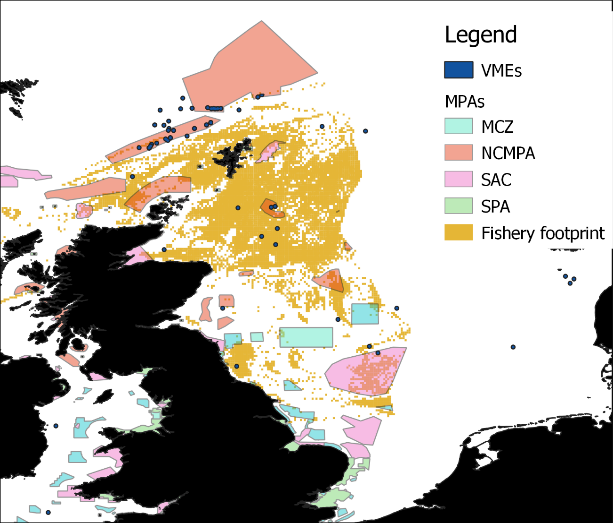 Legend
VMEs
MPAs
MCZ
NCMPA
SAC
SPA
Fishery footprint